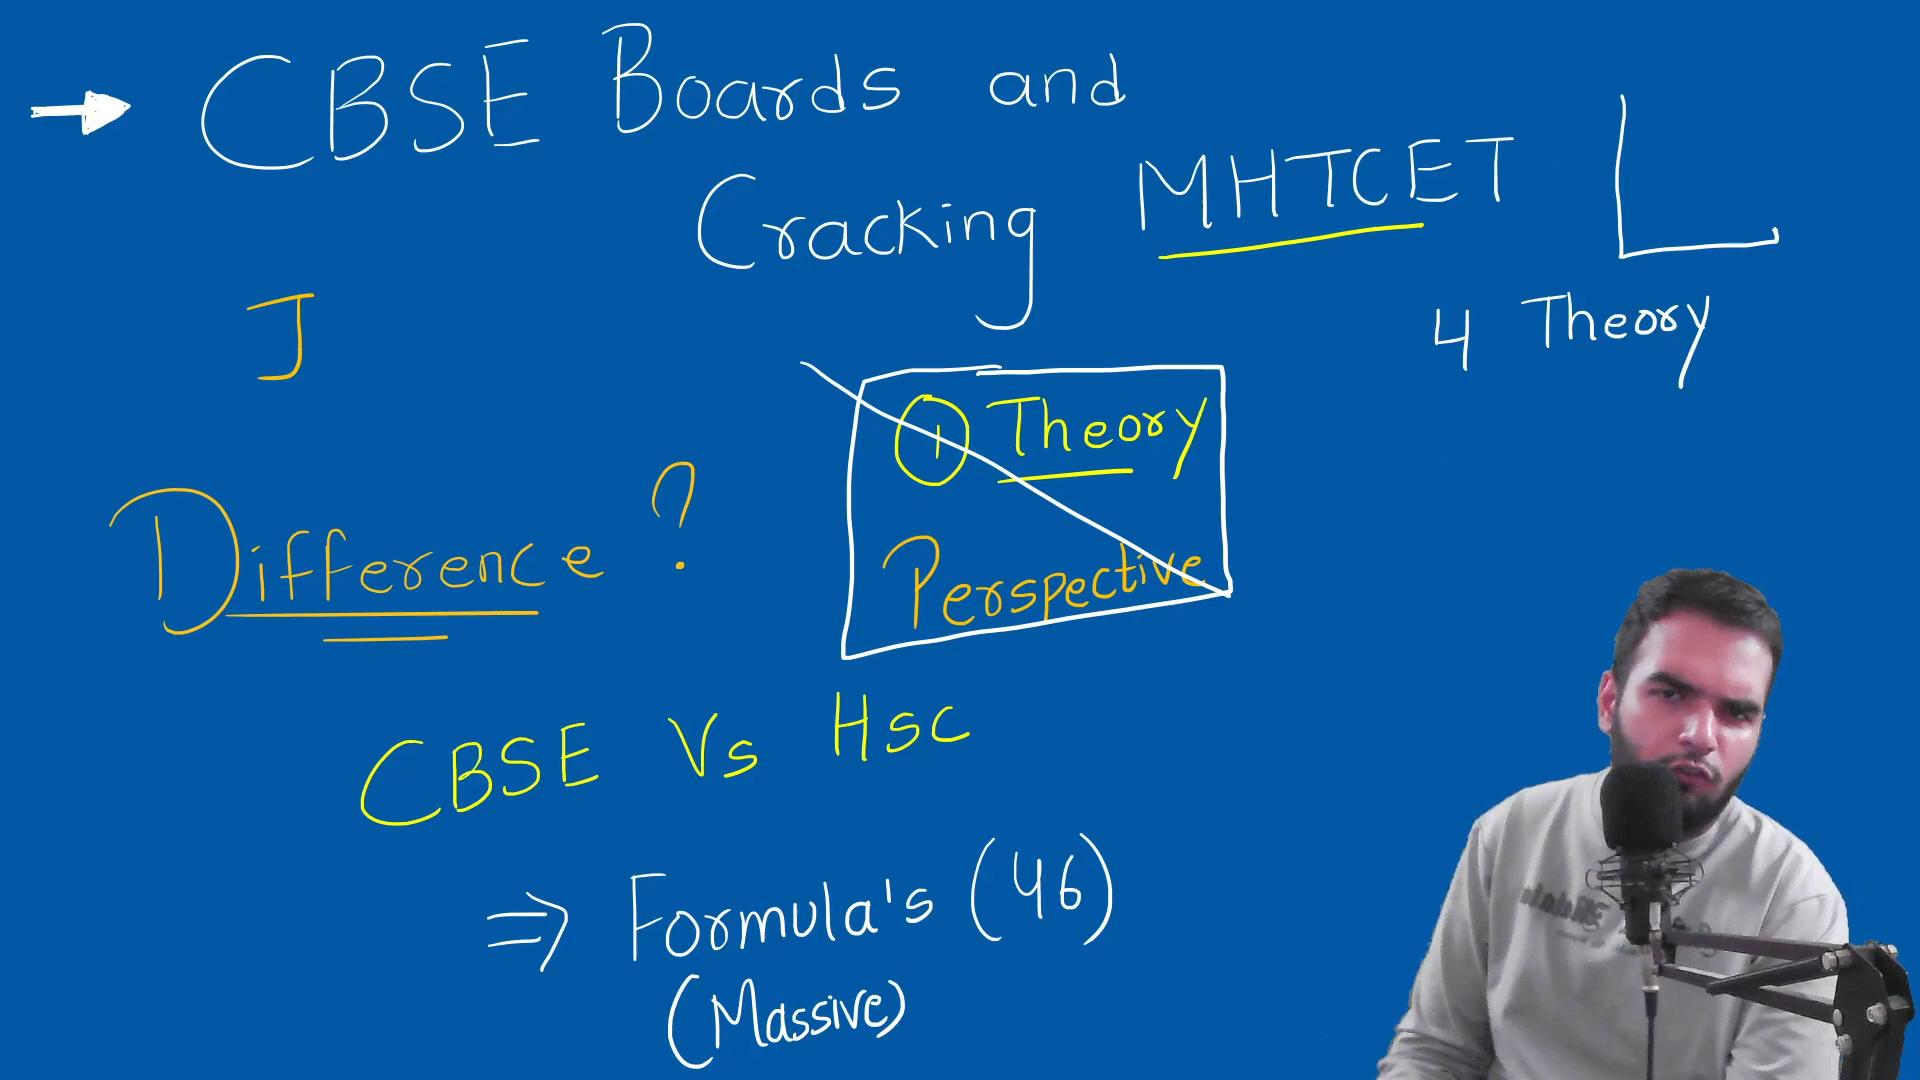 CBSE Boards and
Cracking MHTCET
4 Theory
J
1 Theory
Perspective
Difference ?
CBSE Vs Hsc
⇒ Formula's (46)
(Massive)